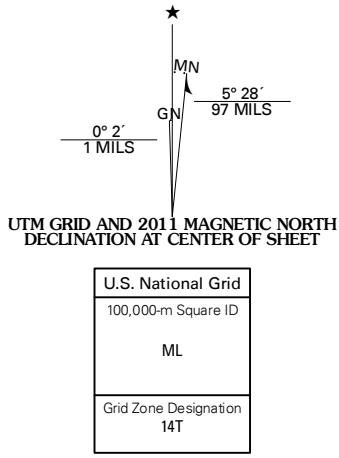 ★
MN
GN
5° 28´
97 MILS
0° 2´
1 MILS
UTM GRID AND 2011 MAGNETIC NORTH
DECLINATION AT CENTER OF SHEET
U.S. National Grid
100,000-m Square ID
ML
Grid Zone Designation
14T